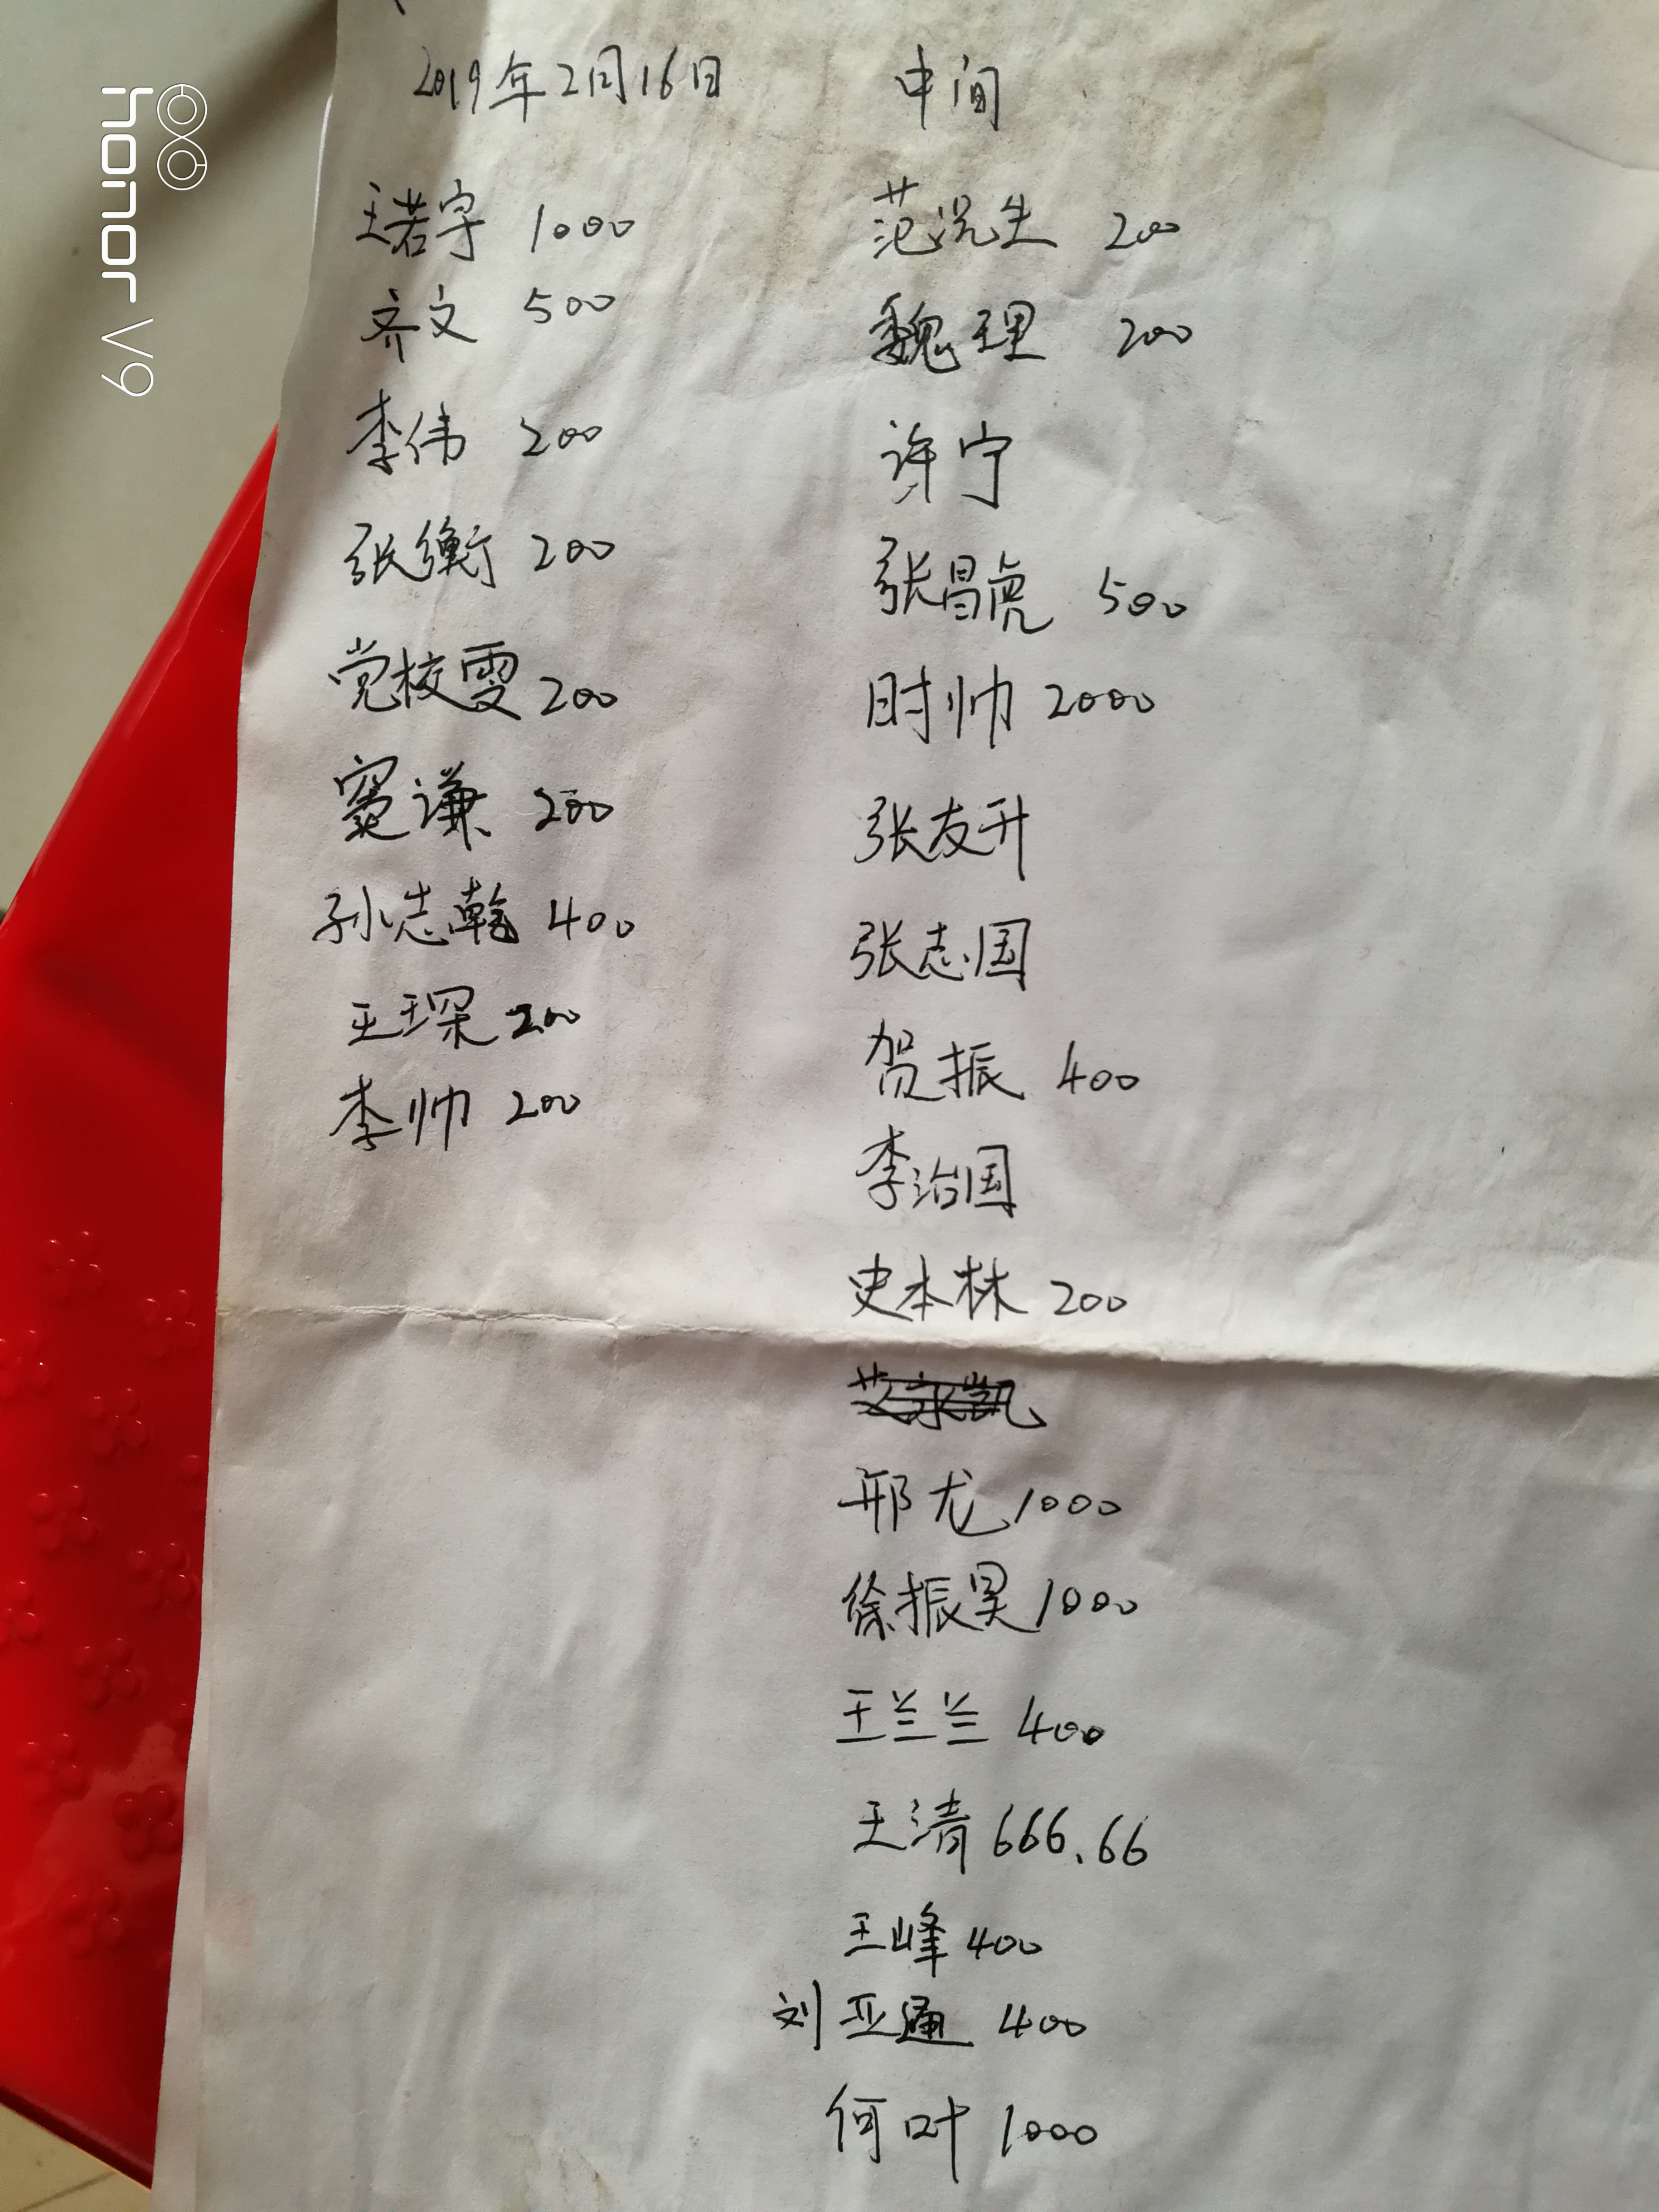 2019年2月16日
王若宇 1000
齐文 500
李伟 200
张衡 200
党校雯 200
窦谦 200
孙志翰 400
王琛 200
李帅 200
中间
范沅生 200
魏理 200
许宁
张昌虎 500
时帅 2000
张友升
张志国
贺振 400
李治国
史本林 200
邢龙 1000
徐振昊 1000
王兰兰 400
王清 666.66
王峰 400
刘亚通 400
何叶 1000
honor V9